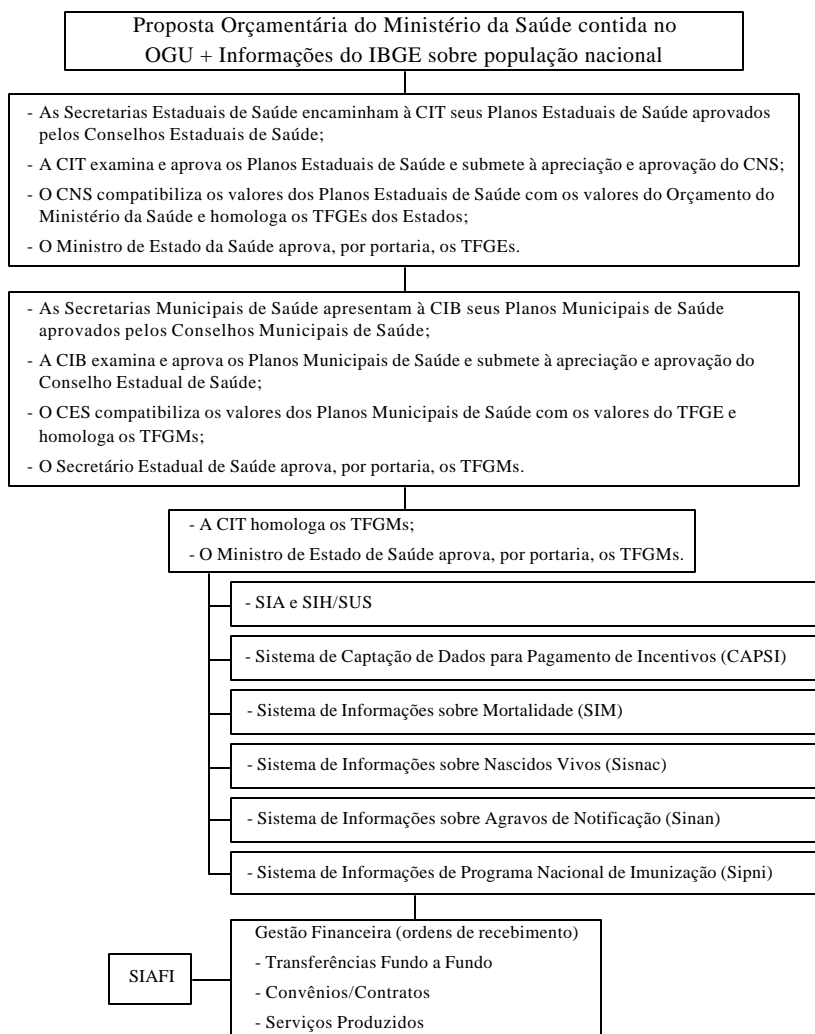 Proposta Orçamentária do Ministério da Saúde contida no
OGU + Informações do IBGE sobre população nacional
- As Secretarias Estaduais de Saúde encaminham à CIT seus Planos Estaduais de Saúde aprovados
pelos Conselhos Estaduais de Saúde;
- A CIT examina e aprova os Planos Estaduais de Saúde e submete à apreciação e aprovação do CNS;
- O CNS compatibiliza os valores dos Planos Estaduais de Saúde com os valores do Orçamento do
Ministério da Saúde e homologa os TFGEs dos Estados;
- O Ministro de Estado da Saúde aprova, por portaria, os TFGEs.
- As Secretarias Municipais de Saúde apresentam à CIB seus Planos Municipais de Saúde
aprovados pelos Conselhos Municipais de Saúde;
- A CIB examina e aprova os Planos Municipais de Saúde e submete à apreciação e aprovação do
Conselho Estadual de Saúde;
- O CES compatibiliza os valores dos Planos Municipais de Saúde com os valores do TFGE e
homologa os TFGMs;
- O Secretário Estadual de Saúde aprova, por portaria, os TFGMs.
- A CIT homologa os TFGMs;
- O Ministro de Estado de Saúde aprova, por portaria, os TFGMs.
- SIA e SIH/SUS
- Sistema de Captação de Dados para Pagamento de Incentivos (CAPSI)
- Sistema de Informações sobre Mortalidade (SIM)
- Sistema de Informações sobre Nascidos Vivos (Sisnac)
- Sistema de Informações sobre Agravos de Notificação (Sinan)
- Sistema de Informações de Programa Nacional de Imunização (Sipni)
Gestão Financeira (ordens de recebimento)
- Transferências Fundo a Fundo
SIAFI
- Convênios/Contratos
- Serviços Produzidos